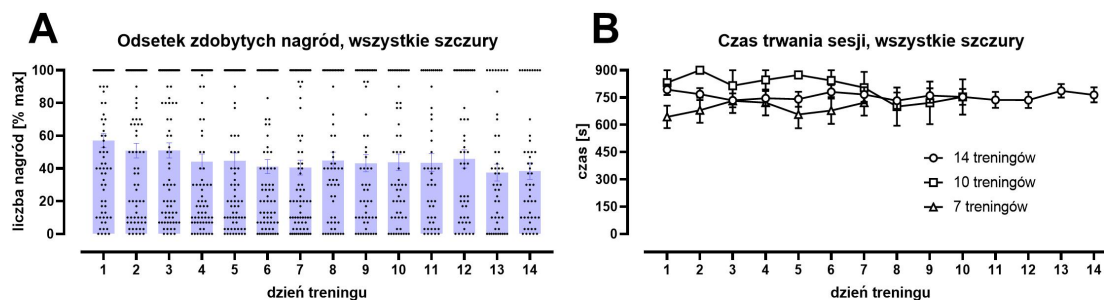 A
Odsetek zdobytych nagród, wszystkie szczury
liczba nagród [% max]
100
80
60
40
20
0
1 2 3 4 5 6 7 8 9 10 11 12 13 14
dzień treningu
B
Czas trwania sesji, wszystkie szczury
czas [s]
900
750
600
450
300
150
0
14 treningów
10 treningów
7 treningów
1 2 3 4 5 6 7 8 9 10 11 12 13 14
dzień treningu